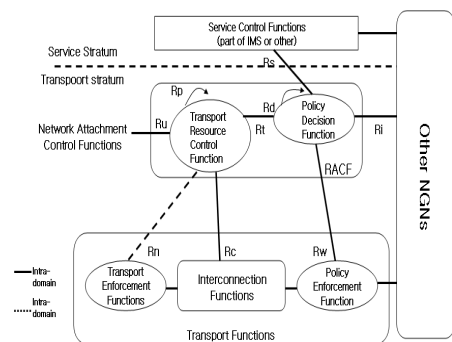 Service Control Functions
(part of IMS or other)
Service Stratum
Rs
Transpoort stratum
Rp
Rd
Network Attachment
Control Functions
Ru
Transport
Resource
Control
Function
Rt
Policy
Decision
Function
Ri
RACF
Other NGNs
Rn
Rc
Rw
Intra-
domain
Intra-
domain
Transport
Enforcement
Functions
Interconnection
Functions
Policy
Enforcement
Function
Transport Functions